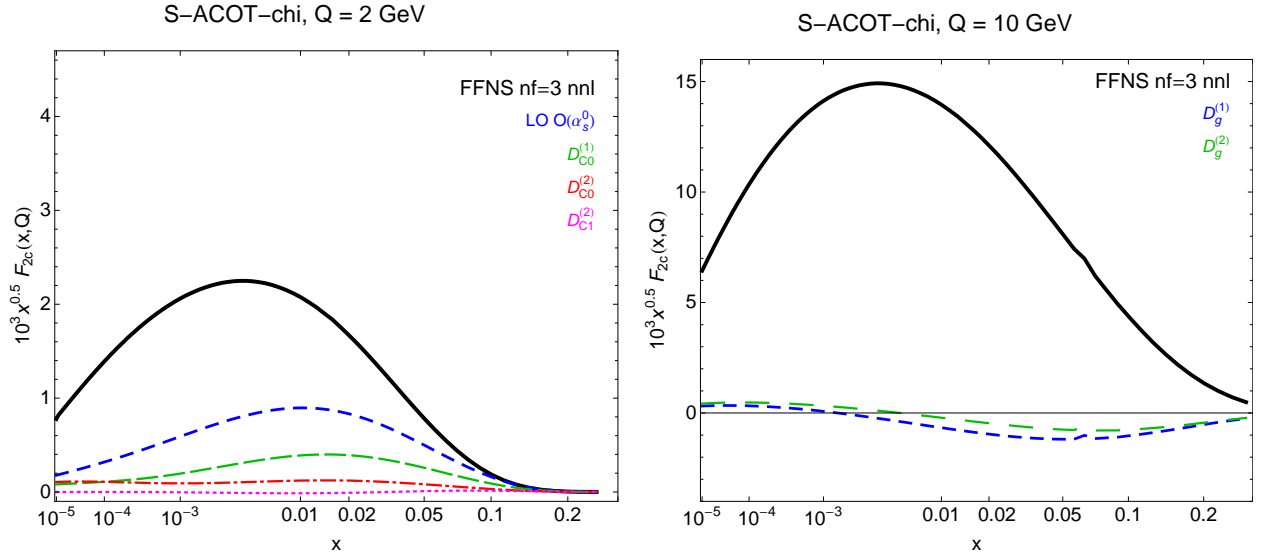 S-ACOT-chi, Q = 2 GeV
FFNS nf=3 nnl
LO O(α_s^0)
D_C0^(1)
D_C0^(2)
D_C1^(2)
10^3 x^0.5 F_2c(x,Q)
4
3
2
1
0
10^-5
10^-4
10^-3
0.01
0.02
0.05
0.1
0.2
x
S-ACOT-chi, Q = 10 GeV
FFNS nf=3 nnl
D_g^(1)
D_g^(2)
10^3 x^0.5 F_2c(x,Q)
15
10
5
0
10^-5
10^-4
10^-3
0.01
0.02
0.05
0.1
0.2
x